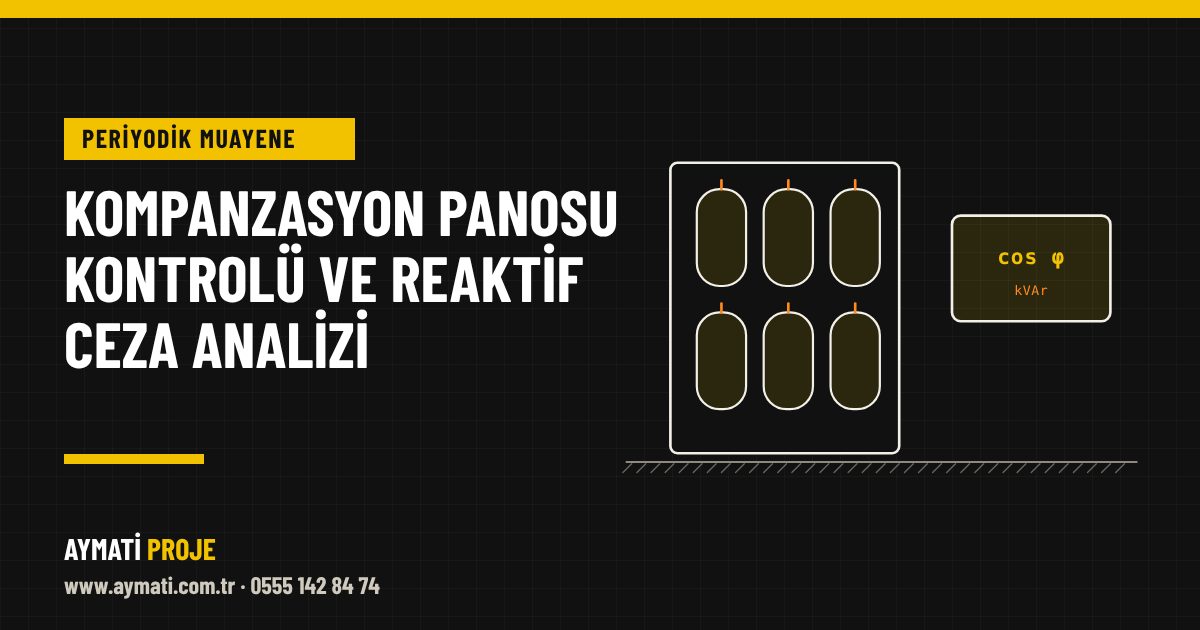 PERİYODİK MUAYENE
KOMPANZASYON PANOSU
KONTROLÜ VE REAKTİF
CEZA ANALİZİ
cos φ
kVAr
AYMATİ PROJE
www.aymati.com.tr · 0555 142 84 74